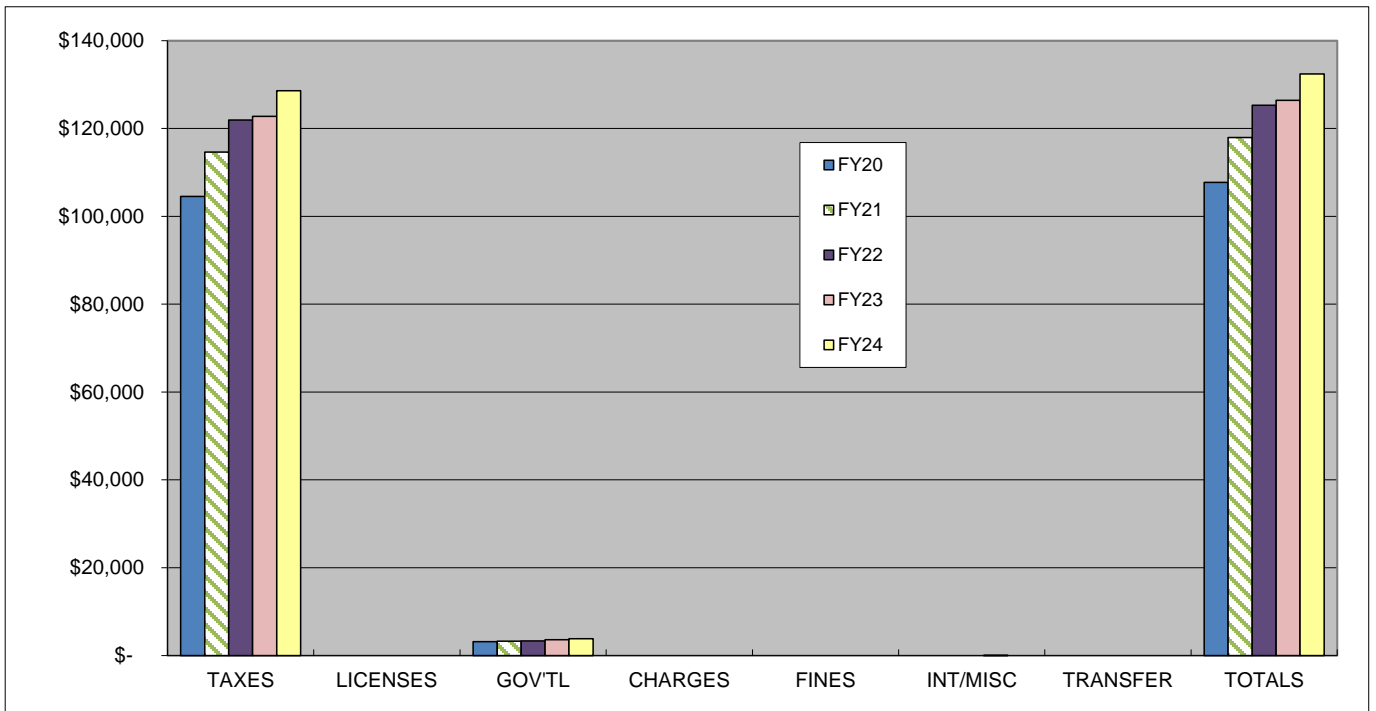 $140,000
$120,000
$100,000
$80,000
$60,000
$40,000
$20,000
$-
FY20
FY21
FY22
FY23
FY24
TAXES LICENSES GOV'TL CHARGES FINES INT/MISC TRANSFER TOTALS